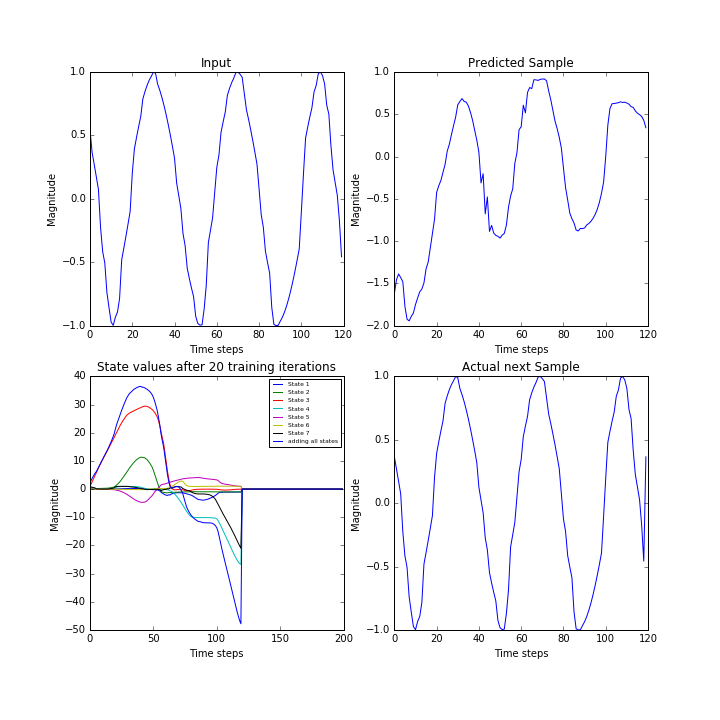 Input
1.0
0.5
0.0
−0.5
−1.0
Magnitude
0 20 40 60 80 100 120
Time steps
Predicted Sample
1.0
0.5
0.0
−0.5
−1.0
−1.5
−2.0
Magnitude
0 20 40 60 80 100 120
Time steps
State values after 20 training iterations
40
30
20
10
0
−10
−20
−30
−40
−50
Magnitude
State 1
State 2
State 3
State 4
State 5
State 6
State 7
adding all states
0 50 100 150 200
Time steps
Actual next Sample
1.0
0.5
0.0
−0.5
−1.0
Magnitude
0 20 40 60 80 100 120
Time steps